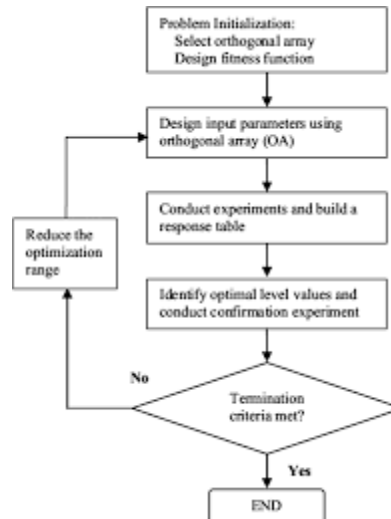 Problem Initialization:
Select orthogonal array
Design fitness function
Design input parameters using
orthogonal array (OA)
Conduct experiments and build a
response table
Reduce the
optimization
range
Identify optimal level values and
conduct confirmation experiment
No
Termination
criteria met?
Yes
END